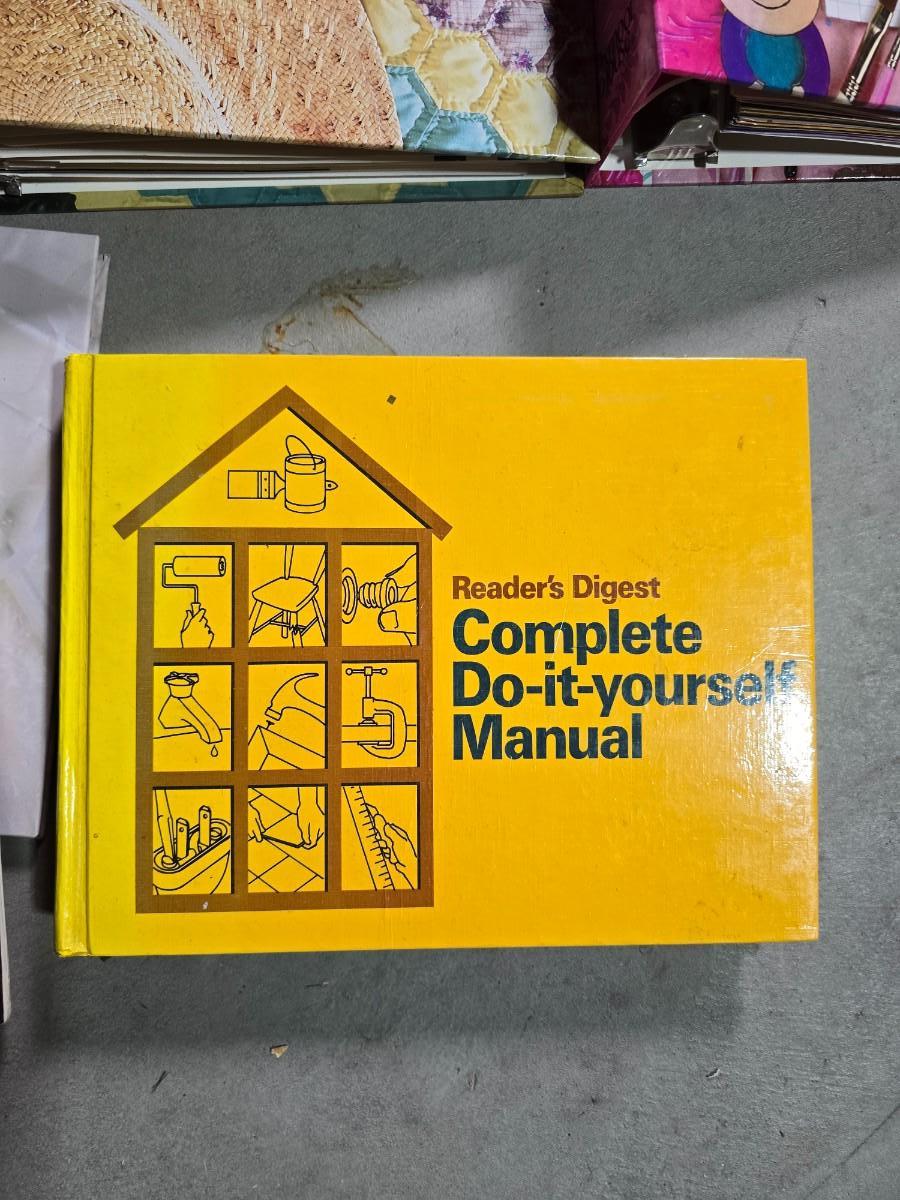 Reader's Digest
Complete
Do-it-yourself
Manual